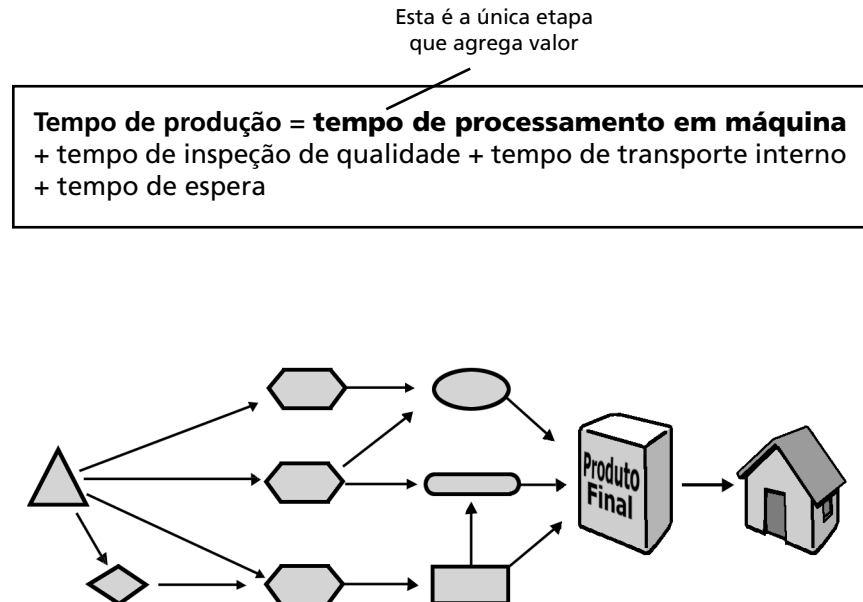 Esta é a única etapa
que agrega valor
Tempo de produção = tempo de processamento em máquina
+ tempo de inspeção de qualidade + tempo de transporte interno
+ tempo de espera
Produto
Final